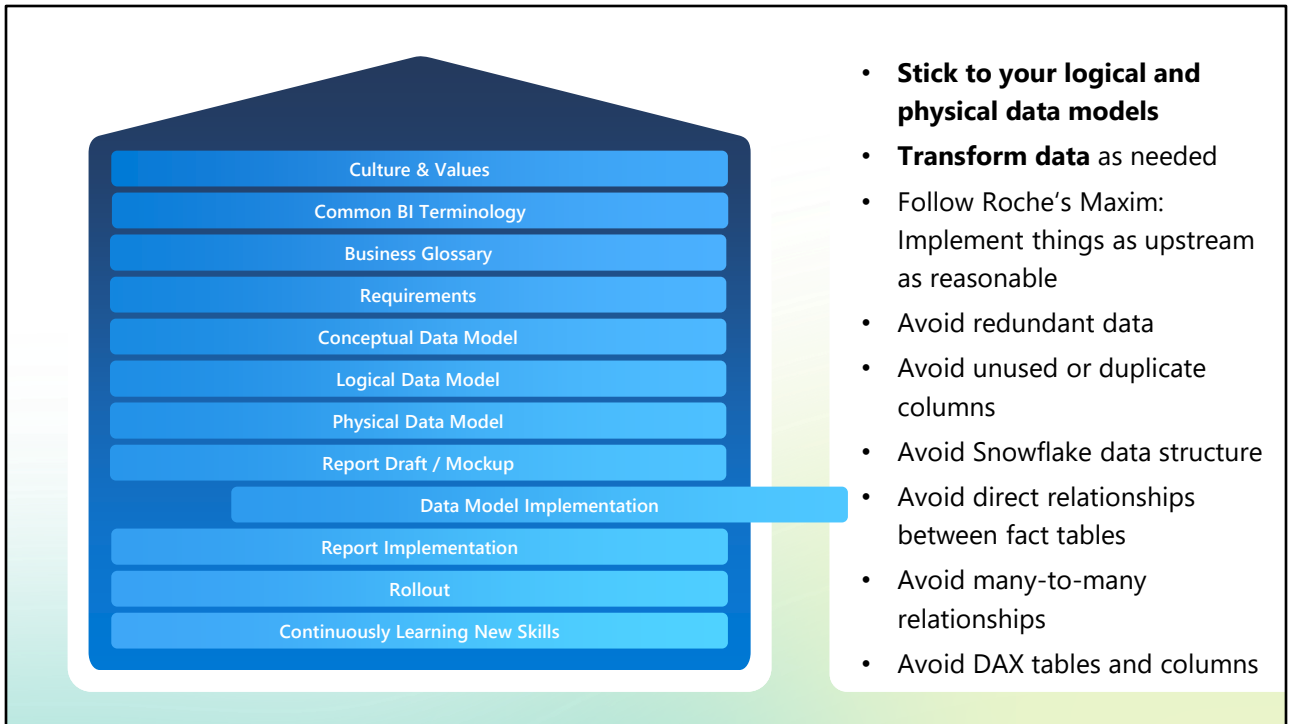 Culture & Values
Common BI Terminology
Business Glossary
Requirements
Conceptual Data Model
Logical Data Model
Physical Data Model
Report Draft / Mockup
Data Model Implementation
Report Implementation
Rollout
Continuously Learning New Skills
• Stick to your logical and
physical data models
• Transform data as needed
• Follow Roche‘s Maxim:
Implement things as upstream
as reasonable
• Avoid redundant data
• Avoid unused or duplicate
columns
• Avoid Snowflake data structure
• Avoid direct relationships
between fact tables
• Avoid many-to-many
relationships
• Avoid DAX tables and columns